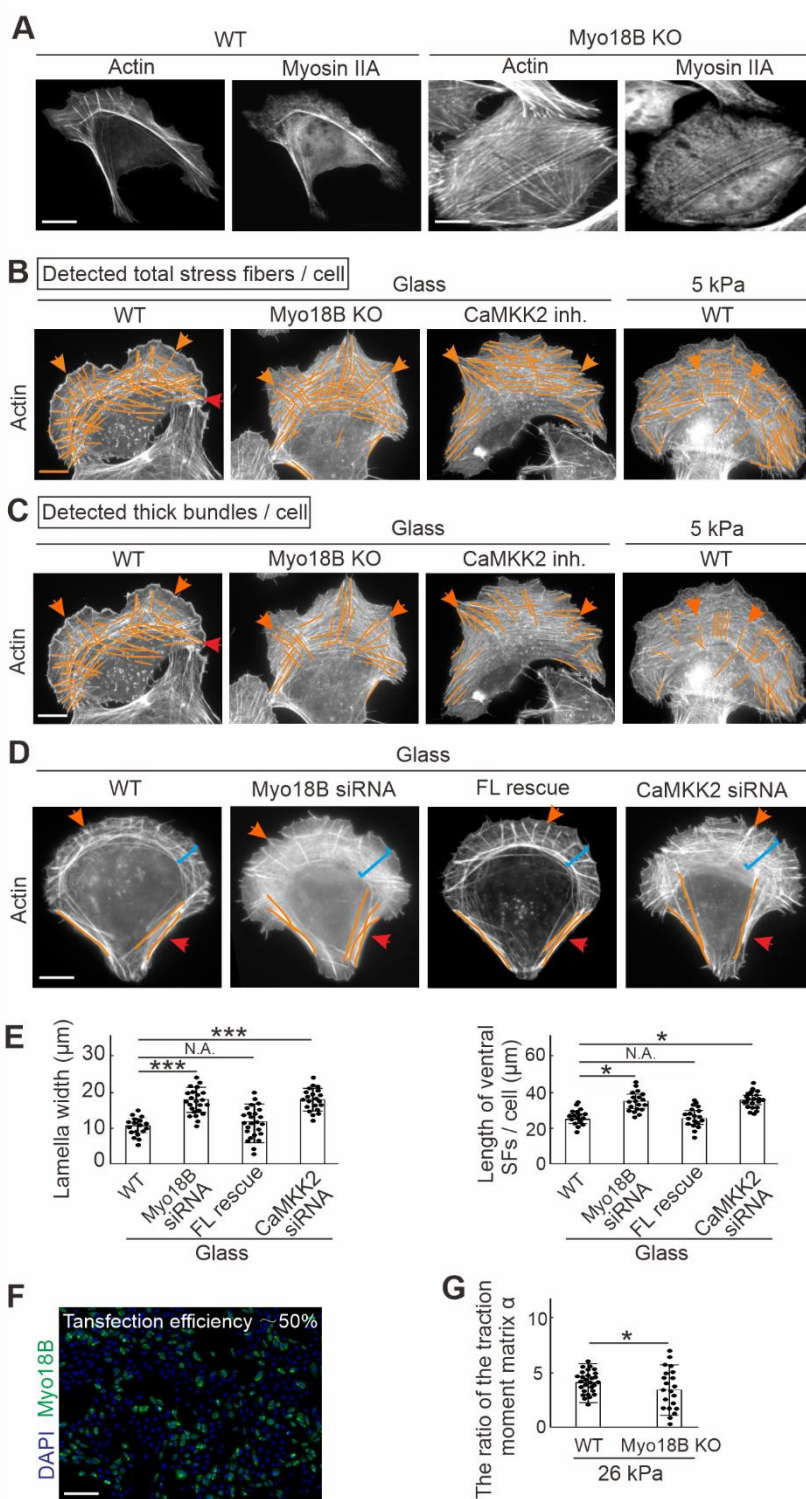 A
WT
Myo18B KO
Actin
Myosin IIA
Actin
Myosin IIA
B
Detected total stress fibers / cell
Glass
5 kPa
WT
Myo18B KO
CaMKK2 inh.
WT
Actin
C
Detected thick bundles / cell
Glass
5 kPa
WT
Myo18B KO
CaMKK2 inh.
WT
Actin
D
Glass
WT
Myo18B siRNA
FL rescue
CaMKK2 siRNA
Actin
E
Lamella width (μm)
30
20
10
0
***
N.A.
***
WT
Myo18B
siRNA
FL rescue
CaMKK2
siRNA
Glass
Length of ventral
SFs / cell (μm)
60
40
20
0
*
N.A.
*
WT
Myo18B
siRNA
FL rescue
CaMKK2
siRNA
Glass
F
DAPI Myo18B
Tansfection efficiency ~50%
G
The ratio of the traction
moment matrix α
10
5
0
*
WT
Myo18B KO
26 kPa